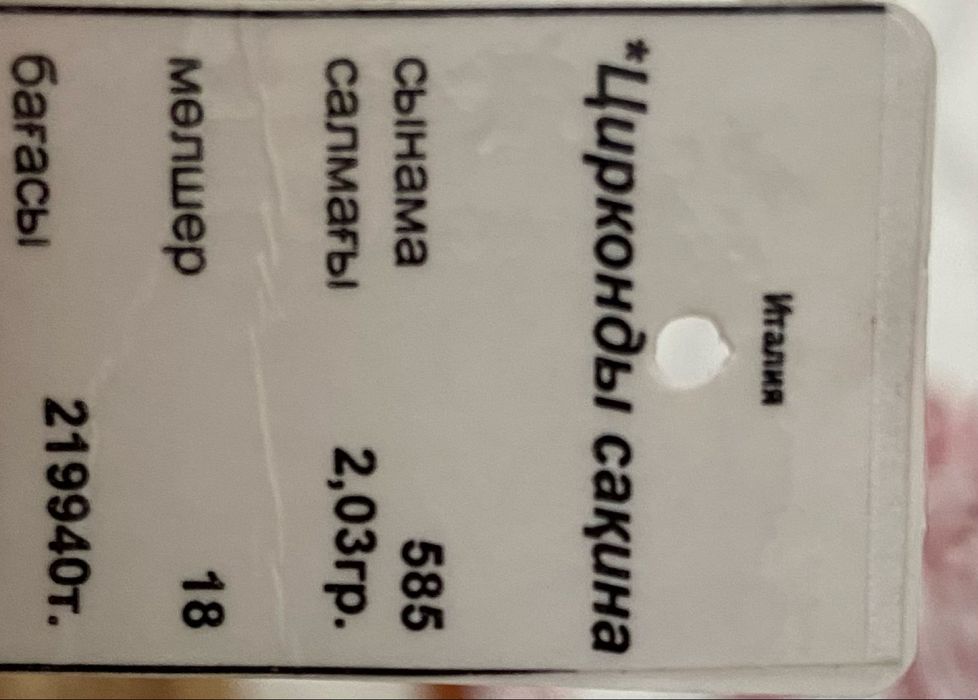 Италия
*Цирконды сақина
сынама 585
салмағы 2,03гр.
мөлшер 18
бағасы 219940т.